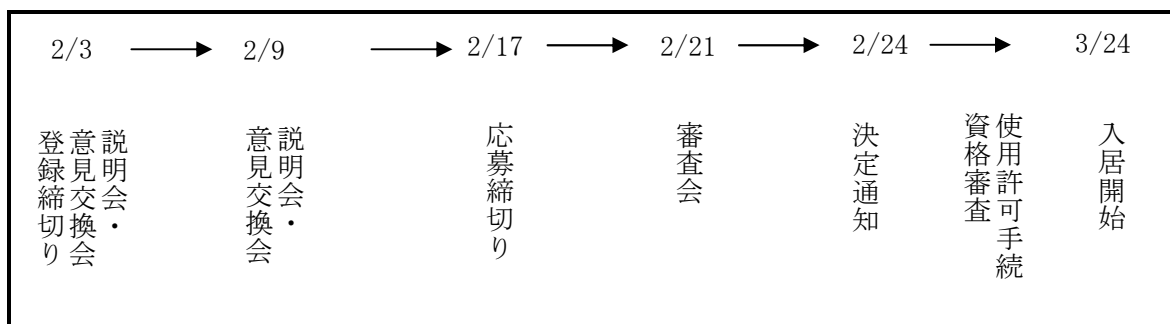 2/3 → 2/9 → 2/17 → 2/21 → 2/24 → 3/24
説明会・
意見交換会
登録締切り
説明会・
意見交換会
応募締切り
審査会
決定通知
使用許可手続
資格審査
入居開始